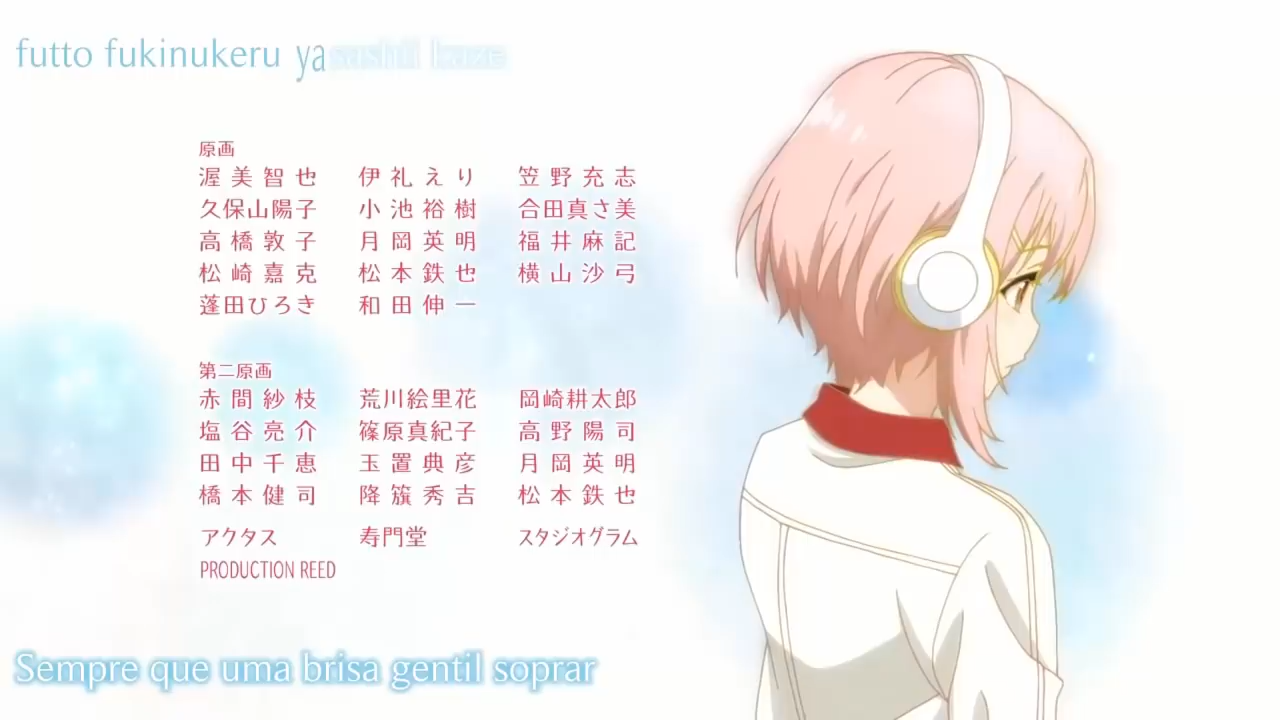 futto fukinukeru yasashii kaze
原画
渥美智也 伊礼えり 笠野充志
久保山陽子 小池裕樹 合田真さ美
高橋敦子 月岡英明 福井麻記
松崎嘉克 松本鉄也 横山沙弓
蓬田ひろき 和田伸一
第二原画
赤間紗枝 荒川絵里花 岡崎耕太郎
塩谷亮介 篠原真紀子 高野陽司
田中千恵 玉置典彦 月岡英明
橋本健司 降籏秀吉 松本鉄也
アクタス 寿門堂 スタジオグラム
PRODUCTION REED
Sempre que uma brisa gentil soprar